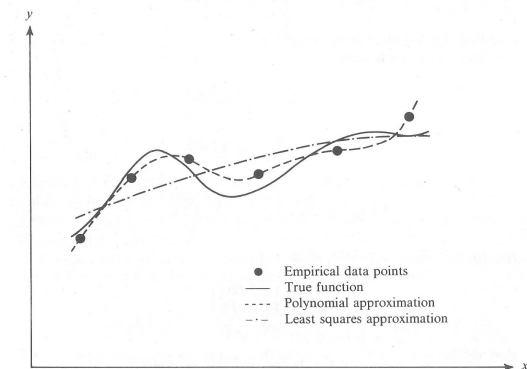 y
Empirical data points
True function
Polynomial approximation
Least squares approximation
x